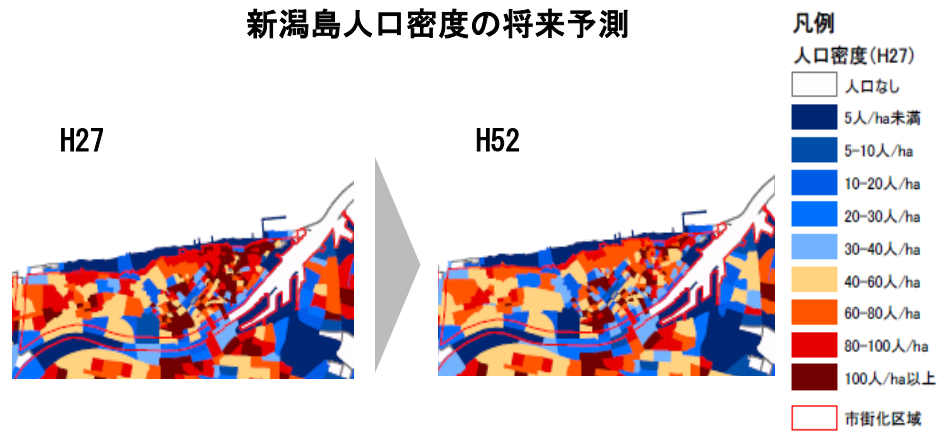 新潟島人口密度の将来予測
H27
H52
凡例
人口密度(H27)
人口なし
5人/ha未満
5-10人/ha
10-20人/ha
20-30人/ha
30-40人/ha
40-60人/ha
60-80人/ha
80-100人/ha
100人/ha以上
市街化区域